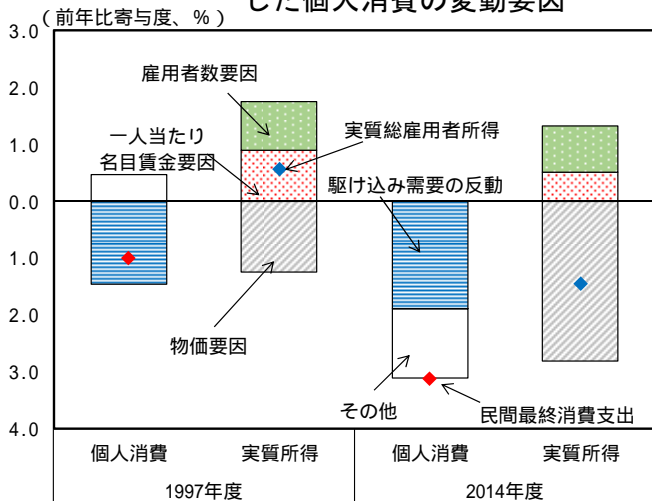 した個人消費の変動要因
(前年比寄与度、%)
3.0
2.0
1.0
0.0
1.0
2.0
3.0
4.0
雇用者数要因
一人当たり
名目賃金要因
実質総雇用者所得
駆け込み需要の反動
物価要因
その他
民間最終消費支出
個人消費
実質所得
個人消費
実質所得
1997年度
2014年度